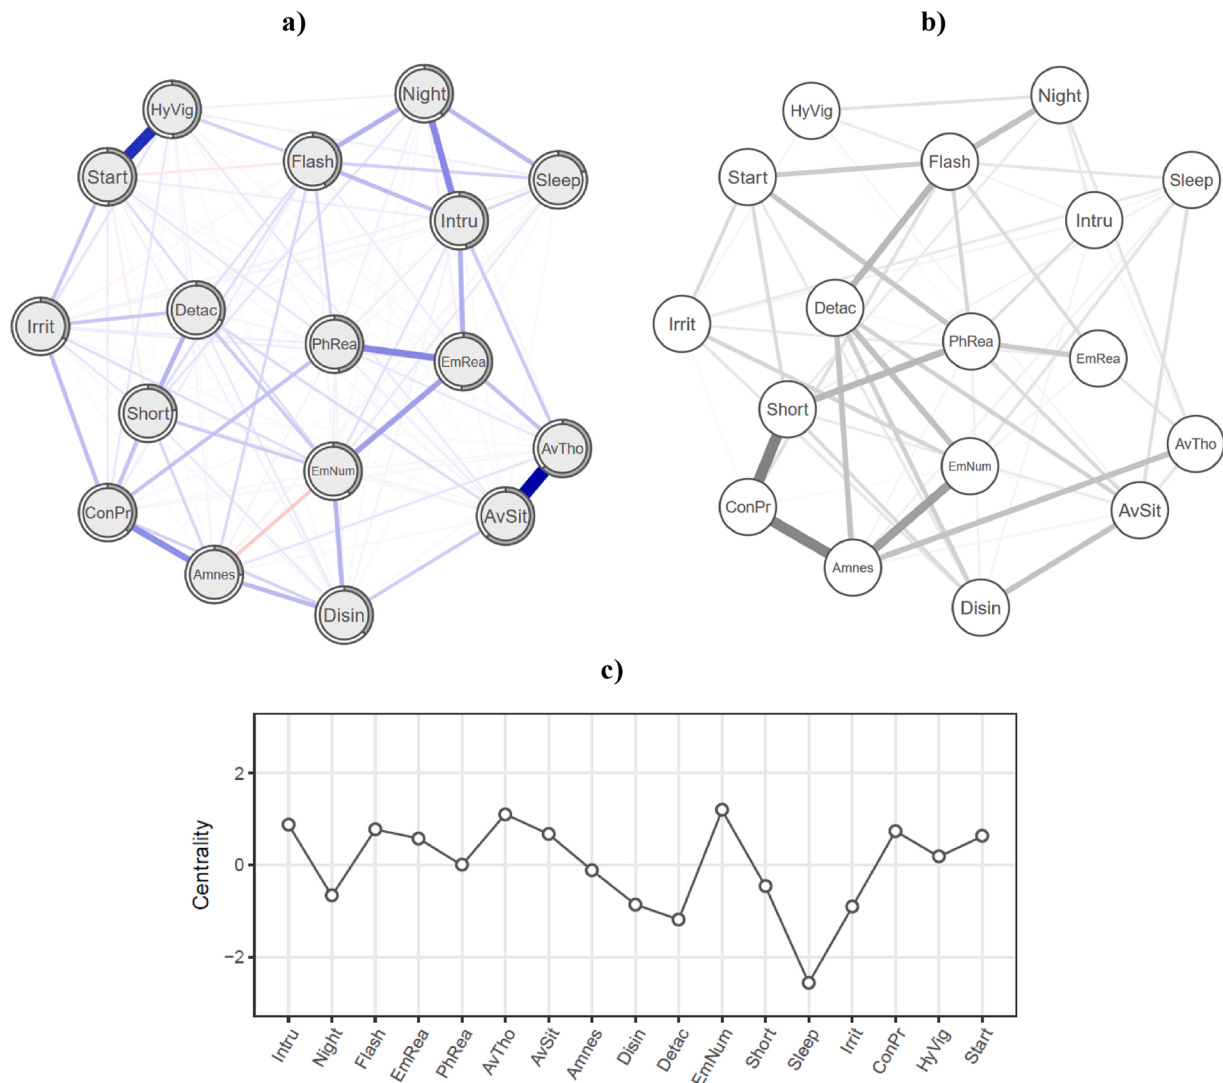 a)
b)
HyVig
Night
Start
Flash
Sleep
Intru
Detac
Irrit
PhRea
EmRea
Short
AvTho
EmNum
ConPr
AvSit
Amnes
Disin
HyVig
Night
Start
Flash
Sleep
Intru
Detac
Irrit
PhRea
EmRea
Short
AvTho
EmNum
ConPr
AvSit
Amnes
Disin
c)
Centrality
2
0
−2
Intru
Night
Flash
EmRea
PhRea
AvTho
AvSit
Amnes
Disin
Detac
EmNum
Short
Sleep
Irrit
ConPr
HyVig
Start